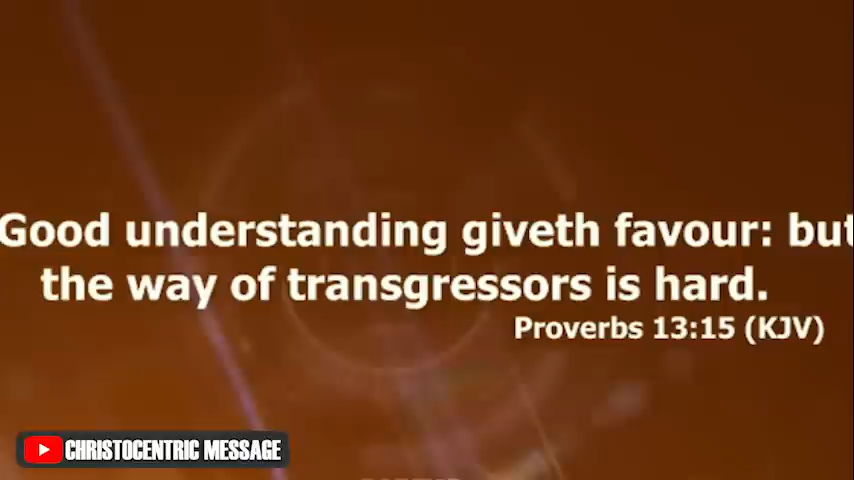 Good understanding giveth favour: but
the way of transgressors is hard.
Proverbs 13:15 (KJV)
CHRISTOCENTRIC MESSAGE